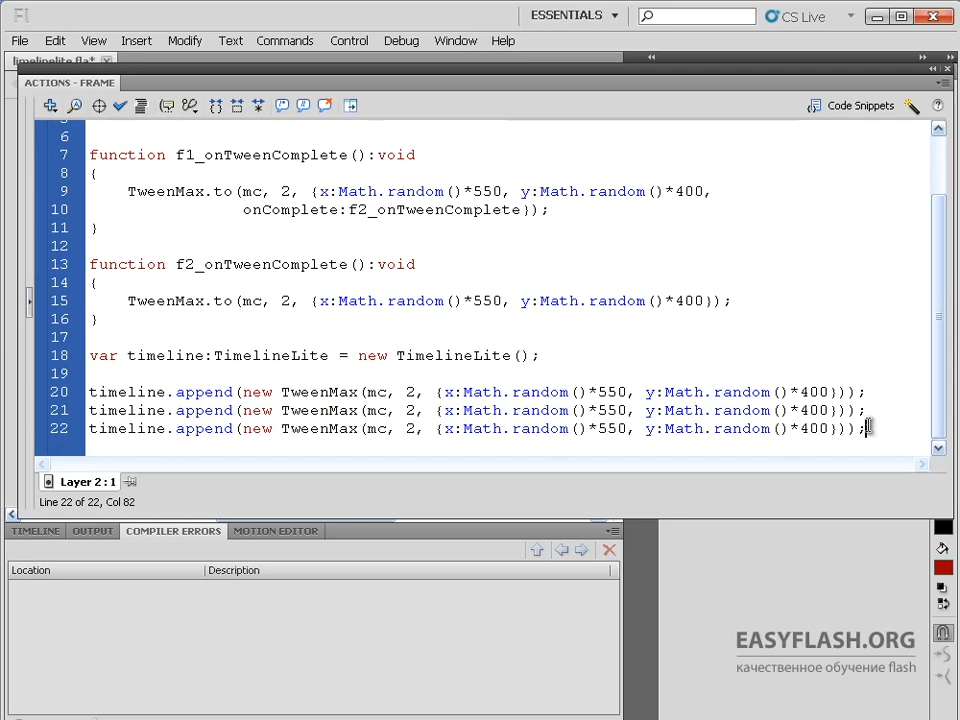 Fl
ESSENTIALS
CS Live
File Edit View Insert Modify Text Commands Control Debug Window Help
timelinelite.fla*
ACTIONS - FRAME
Code Snippets
6
7 function f1_onTweenComplete():void
8 {
9 TweenMax.to(mc, 2, {x:Math.random()*550, y:Math.random()*400,
10 onComplete:f2_onTweenComplete});
11 }
12
13 function f2_onTweenComplete():void
14 {
15 TweenMax.to(mc, 2, {x:Math.random()*550, y:Math.random()*400});
16 }
17
18 var timeline:TimelineLite = new TimelineLite();
19
20 timeline.append(new TweenMax(mc, 2, {x:Math.random()*550, y:Math.random()*400}));
21 timeline.append(new TweenMax(mc, 2, {x:Math.random()*550, y:Math.random()*400}));
22 timeline.append(new TweenMax(mc, 2, {x:Math.random()*550, y:Math.random()*400}));
Layer 2 : 1
Line 22 of 22, Col 82
TIMELINE OUTPUT COMPILER ERRORS MOTION EDITOR
Location Description
EASYFLASH.ORG
качественное обучение flash